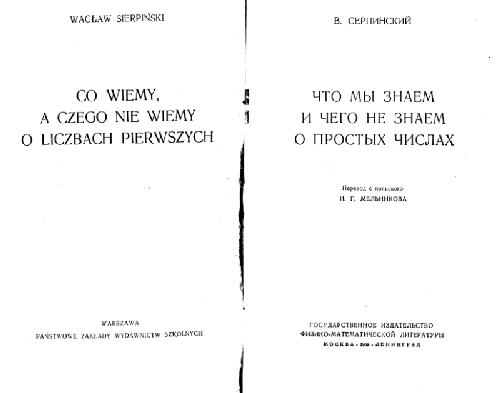 WACŁAW SIERPIŃSKI
CO WIEMY,
A CZEGO NIE WIEMY
O LICZBACH PIERWSZYCH
WARSZAWA
PAŃSTWOWE ZAKŁADY WYDAWNICTW SZKOLNYCH
В. СЕРПИНСКИЙ
ЧТО МЫ ЗНАЕМ
И ЧЕГО НЕ ЗНАЕМ
О ПРОСТЫХ ЧИСЛАХ
Перевод с польского
И. Г. МЕЛЬНИКОВА
ГОСУДАРСТВЕННОЕ ИЗДАТЕЛЬСТВО
ФИЗИКО-МАТЕМАТИЧЕСКОЙ ЛИТЕРАТУРЫ
МОСКВА · ЛЕНИНГРАД